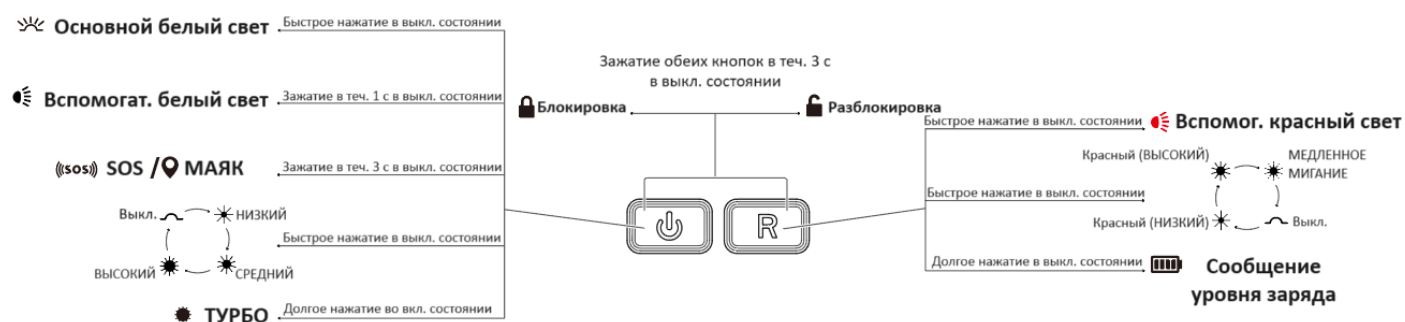 Основной белый свет
Быстрое нажатие в выкл. состоянии
Вспомогат. белый свет
Зажатие в теч. 1 с в выкл. состоянии
SOS / МАЯК
((sos))
Зажатие в теч. 3 с в выкл. состоянии
Выкл.
НИЗКИЙ
Быстрое нажатие в выкл. состоянии
ВЫСОКИЙ
СРЕДНИЙ
ТУРБО
Долгое нажатие во вкл. состоянии
Зажатие обеих кнопок в теч. 3 с
в выкл. состоянии
Блокировка
Разблокировка
R
Быстрое нажатие в выкл. состоянии
Вспомог. красный свет
Красный (ВЫСОКИЙ)
МЕДЛЕННОЕ
МИГАНИЕ
Быстрое нажатие в выкл. состоянии
Красный (НИЗКИЙ)
Выкл.
Долгое нажатие в выкл. состоянии
Сообщение
уровня заряда